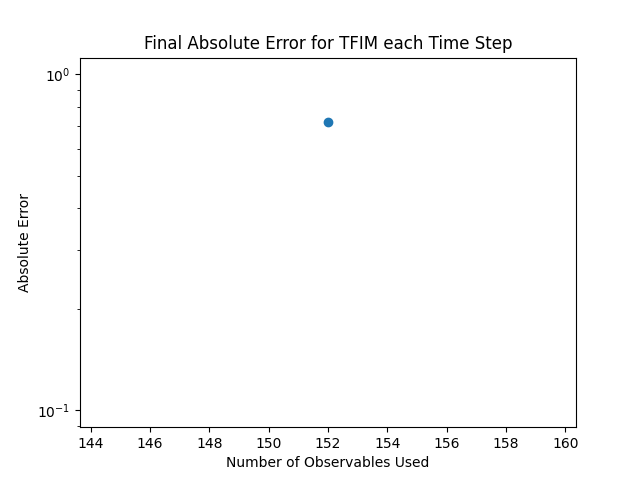 Final Absolute Error for TFIM each Time Step
10⁰
10⁻¹
Absolute Error
144 146 148 150 152 154 156 158 160
Number of Observables Used